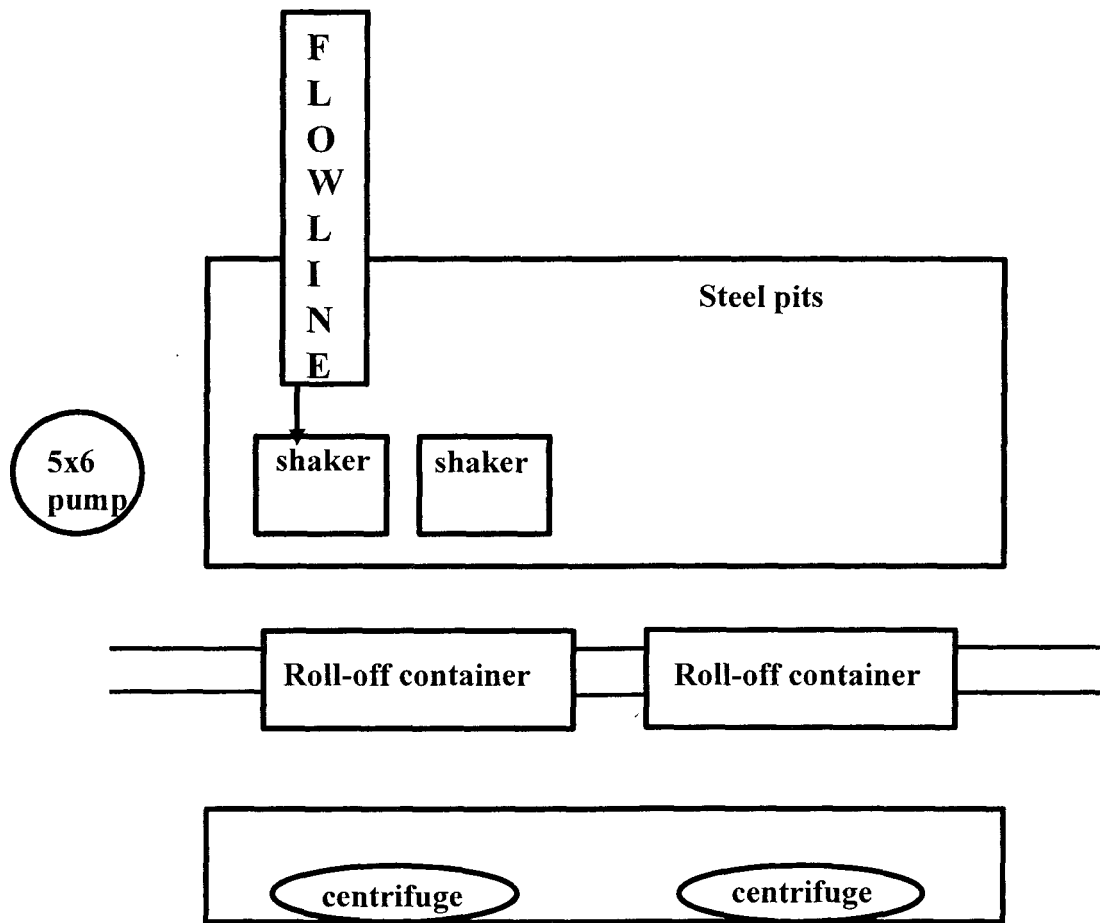 F
L
O
W
L
I
N
E
Steel pits
5x6
pump
shaker
shaker
Roll-off container
Roll-off container
centrifuge
centrifuge